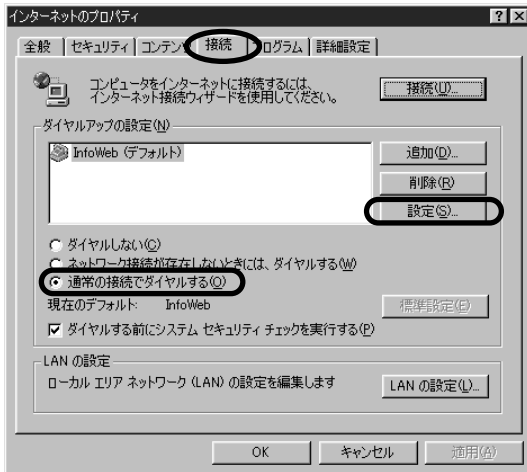 インターネットのプロパティ
全般 セキュリティ コンテンツ 接続 プログラム 詳細設定
コンピュータをインターネットに接続するには、
インターネット接続ウィザードを使用してください。
接続(U)...
ダイヤルアップの設定(N)
InfoWeb (デフォルト)
追加(D)...
削除(R)
設定(S)...
ダイヤルしない(C)
ネットワーク接続が存在しないときには、ダイヤルする(W)
通常の接続でダイヤルする(O)
現在のデフォルト: InfoWeb
標準設定(E)
ダイヤルする前にシステム セキュリティ チェックを実行する(P)
LAN の設定
ローカル エリア ネットワーク (LAN) の設定を編集します
LAN の設定(L)...
OK キャンセル 適用(A)